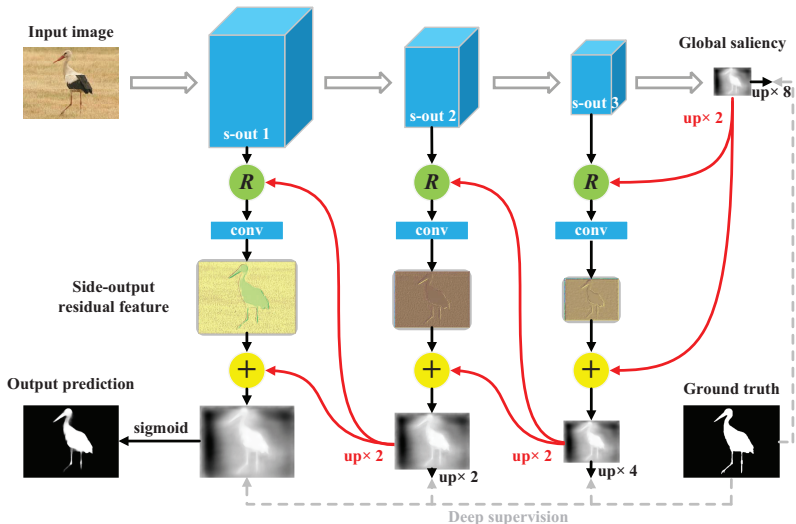 Input image
Global saliency
s-out 1
s-out 2
s-out 3
up× 8
up× 2
R
R
R
conv
conv
conv
Side-output
residual feature
+
+
+
Output prediction
Ground truth
sigmoid
up× 2
up× 2
up× 2
up× 4
Deep supervision